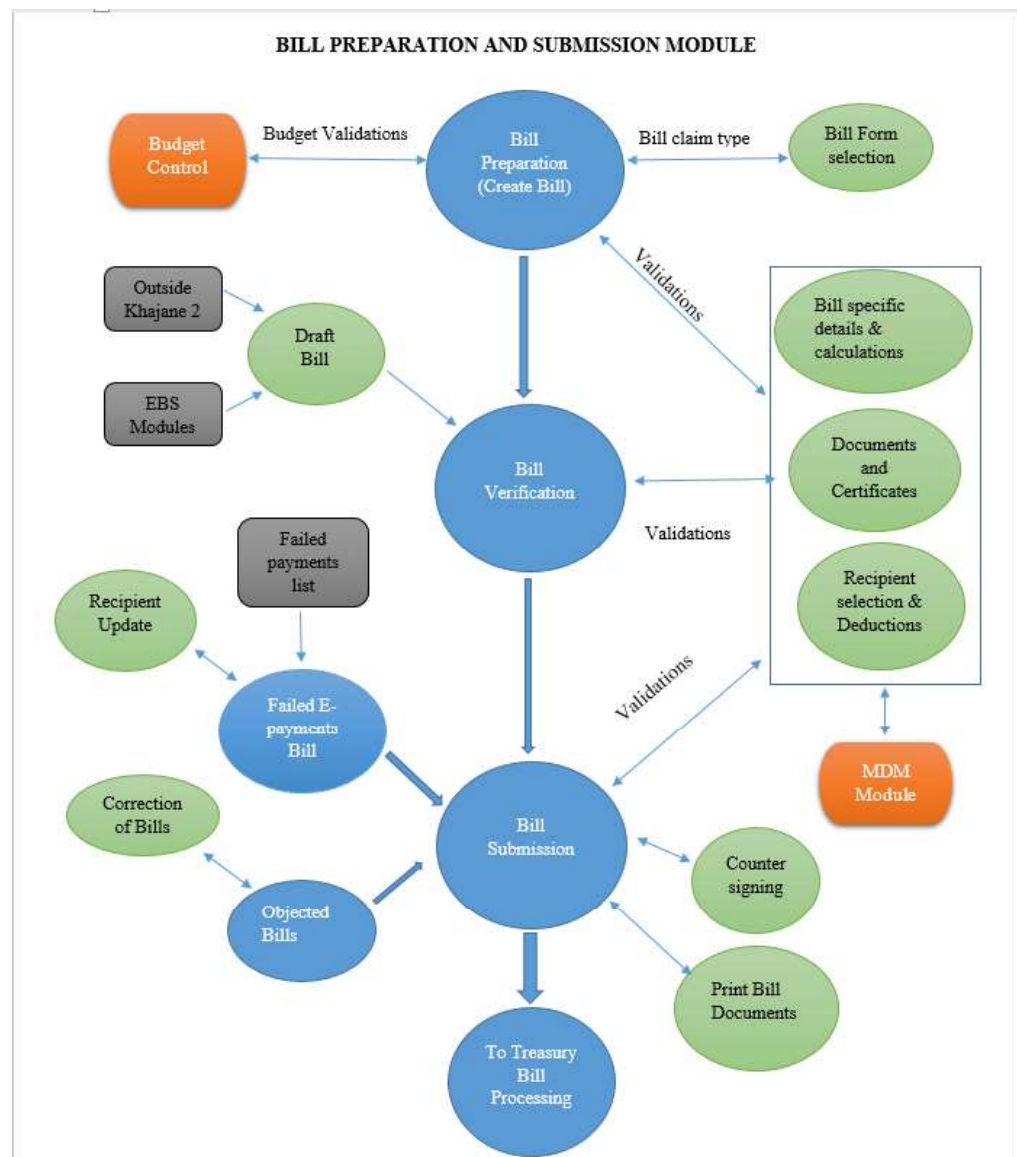 BILL PREPARATION AND SUBMISSION MODULE
Budget
Control
Budget Validations
Bill
Preparation
(Create Bill)
Bill claim type
Bill Form
selection
Validations
Outside
Khajane 2
Draft
Bill
EBS
Modules
Bill specific
details &
calculations
Bill
Verification
Documents
and
Certificates
Validations
Failed
payments
list
Recipient
Update
Recipient
selection &
Deductions
Failed E-
payments
Bill
Validations
MDM
Module
Correction
of Bills
Bill
Submission
Counter
signing
Objected
Bills
Print Bill
Documents
To Treasury
Bill
Processing